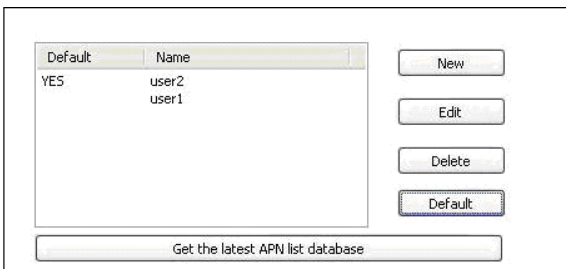 Default Name
YES user2
user1
New
Edit
Delete
Default
Get the latest APN list database